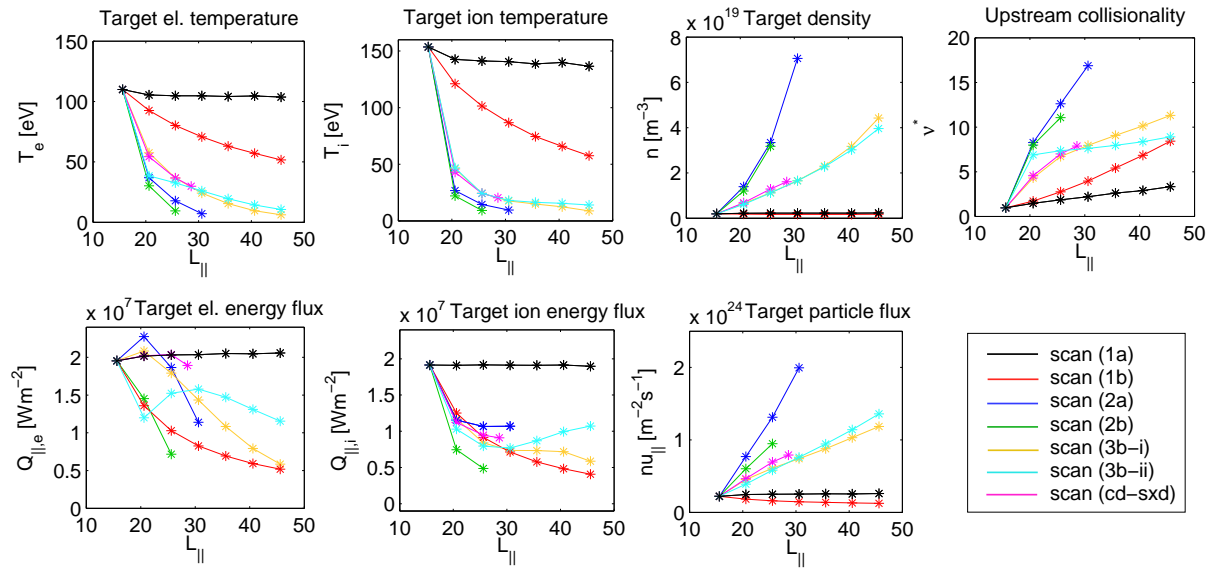 Target el. temperature
150
100
50
0
10 20 30 40 50
T_e [eV]
L_||
Target ion temperature
150
100
50
0
10 20 30 40 50
T_i [eV]
L_||
x 10^19 Target density
8
6
4
2
0
10 20 30 40 50
n [m^−3]
L_||
Upstream collisionality
20
15
10
5
0
10 20 30 40 50
ν^*
L_||
x 10^7 Target el. energy flux
2.5
2
1.5
1
0.5
0
10 20 30 40 50
Q_||,e [Wm^−2]
L_||
x 10^7 Target ion energy flux
2.5
2
1.5
1
0.5
0
10 20 30 40 50
Q_||,i [Wm^−2]
L_||
x 10^24 Target particle flux
2
1
0
10 20 30 40 50
nu_|| [m^−2s^−1]
L_||
scan (1a)
scan (1b)
scan (2a)
scan (2b)
scan (3b−i)
scan (3b−ii)
scan (cd−sxd)